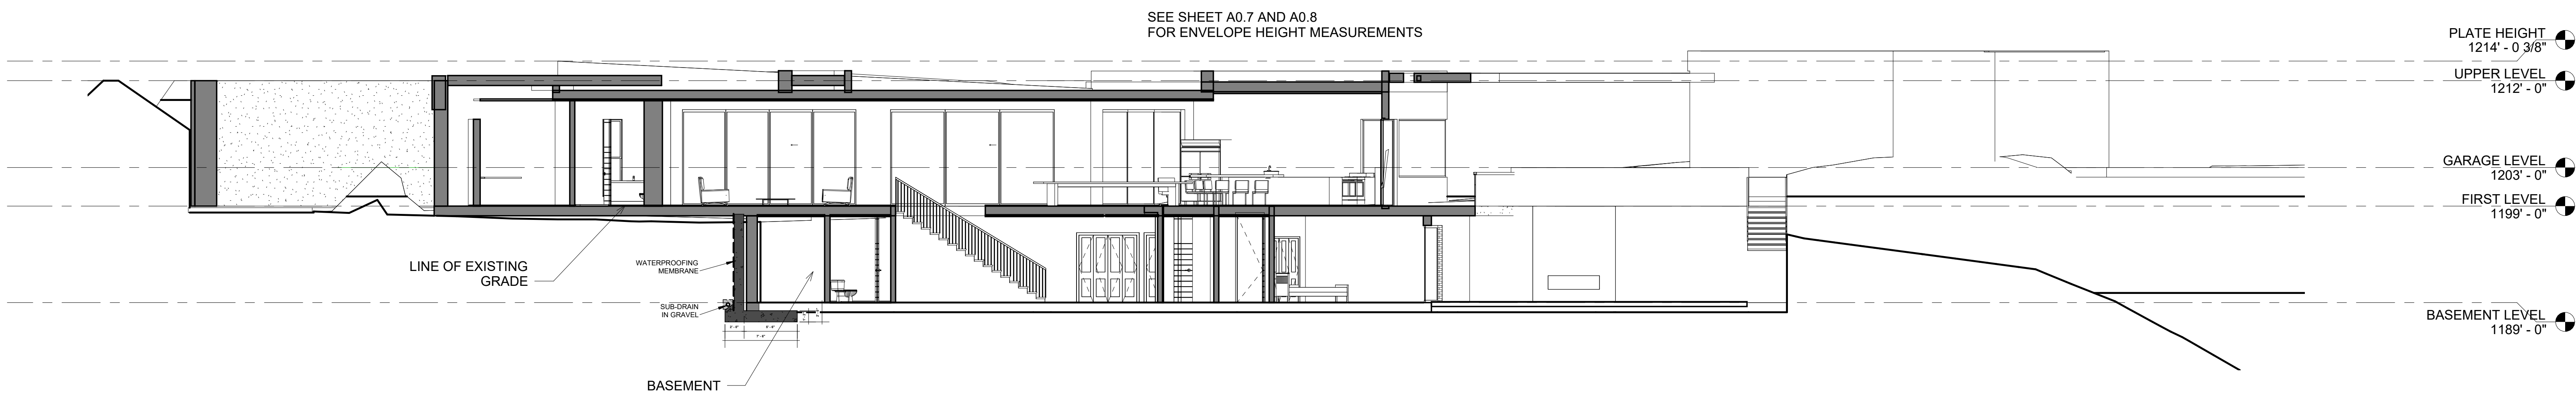 SEE SHEET A0.7 AND A0.8
FOR ENVELOPE HEIGHT MEASUREMENTS
PLATE HEIGHT
1214' - 0 3/8"
UPPER LEVEL
1212' - 0"
GARAGE LEVEL
1203' - 0"
FIRST LEVEL
1199' - 0"
LINE OF EXISTING
GRADE
WATERPROOFING
MEMBRANE
SUB-DRAIN
IN GRAVEL
BASEMENT LEVEL
1189' - 0"
BASEMENT